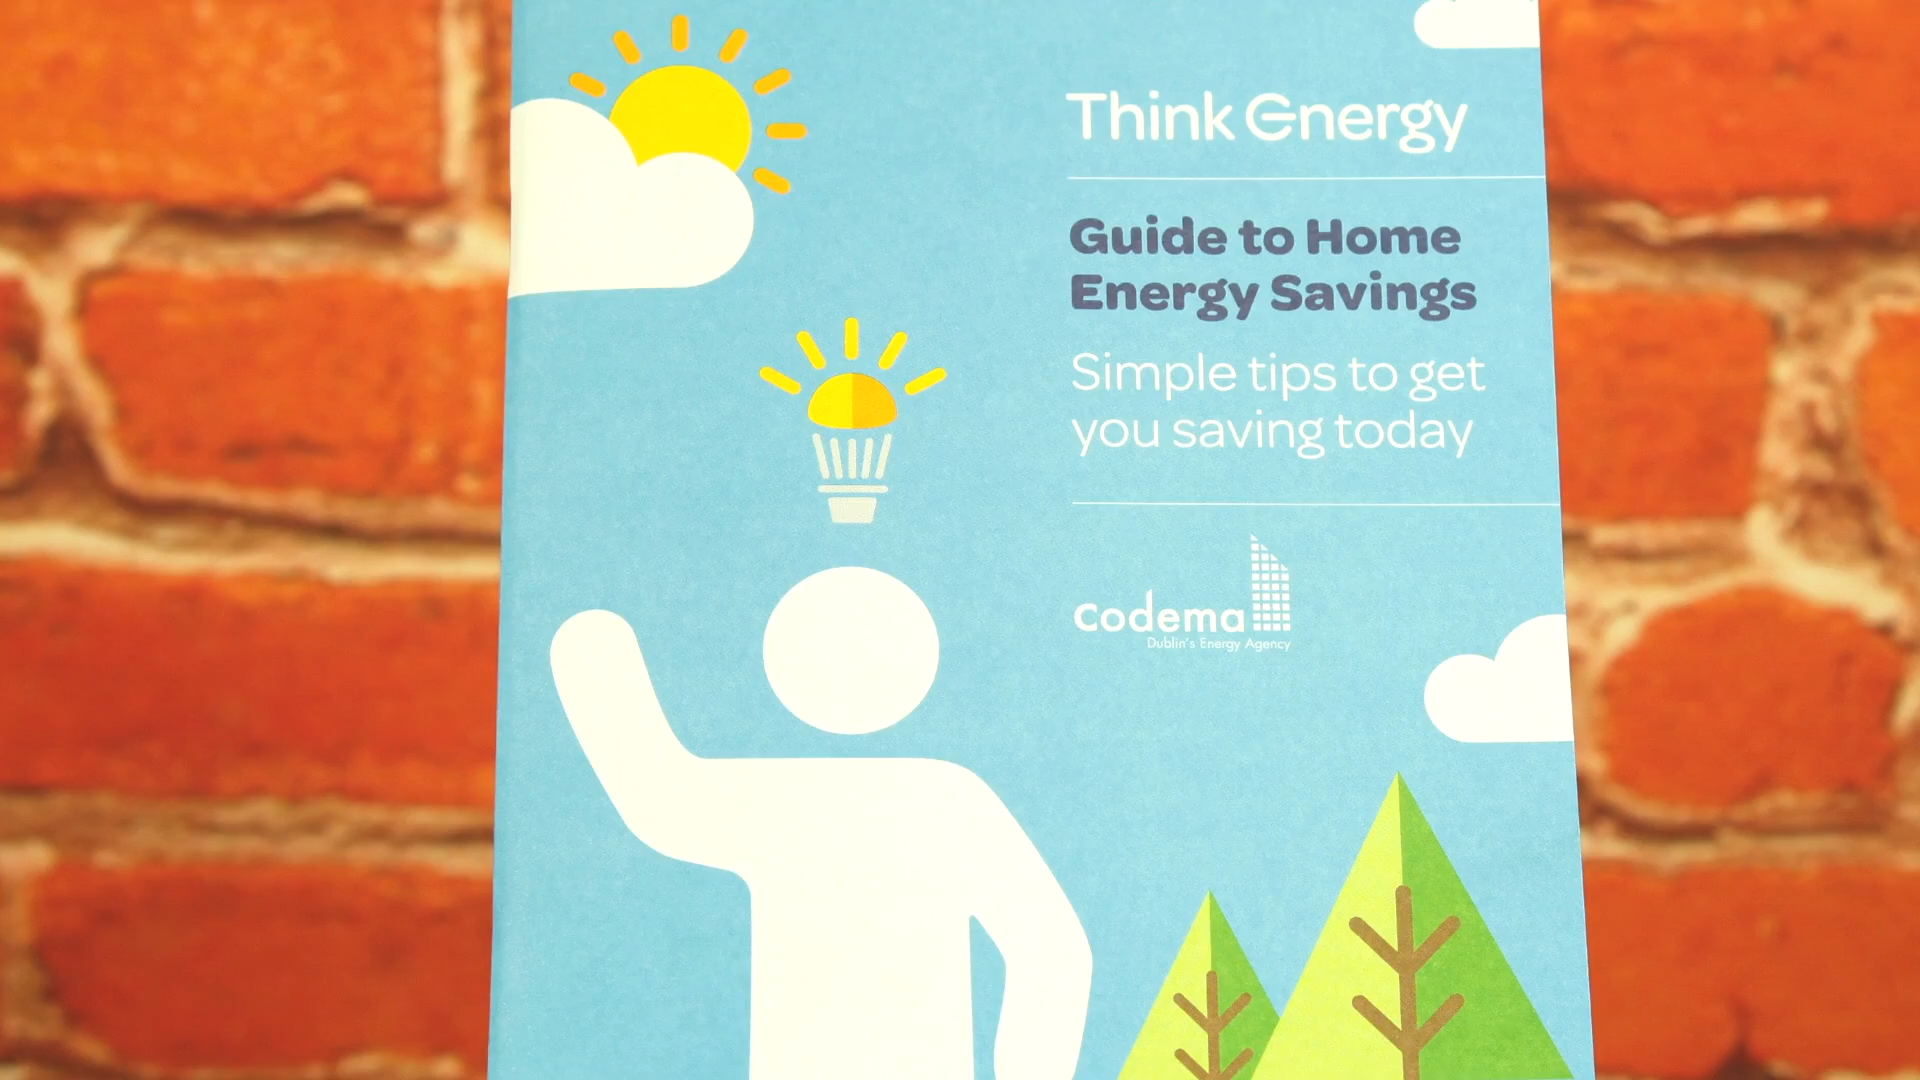 Think Energy
Guide to Home
Energy Savings
Simple tips to get
you saving today
codema
Dublin's Energy Agency